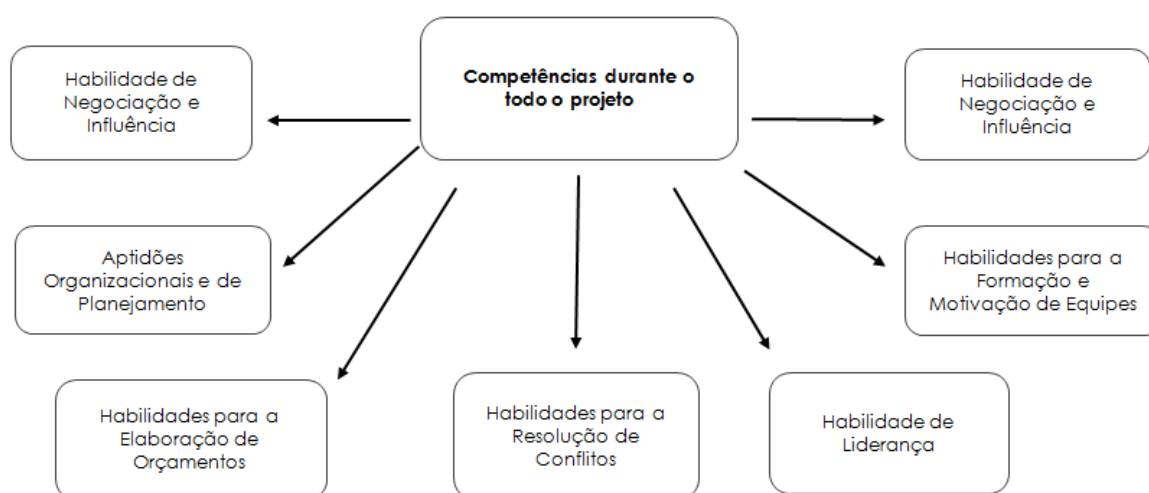 Competências durante o
todo o projeto
Habilidade de
Negociação e
Influência
Habilidade de
Negociação e
Influência
Aptidões
Organizacionais e de
Planejamento
Habilidades para a
Formação e
Motivação de Equipes
Habilidades para a
Elaboração de
Orçamentos
Habilidades para a
Resolução de
Conflitos
Habilidade de
Liderança